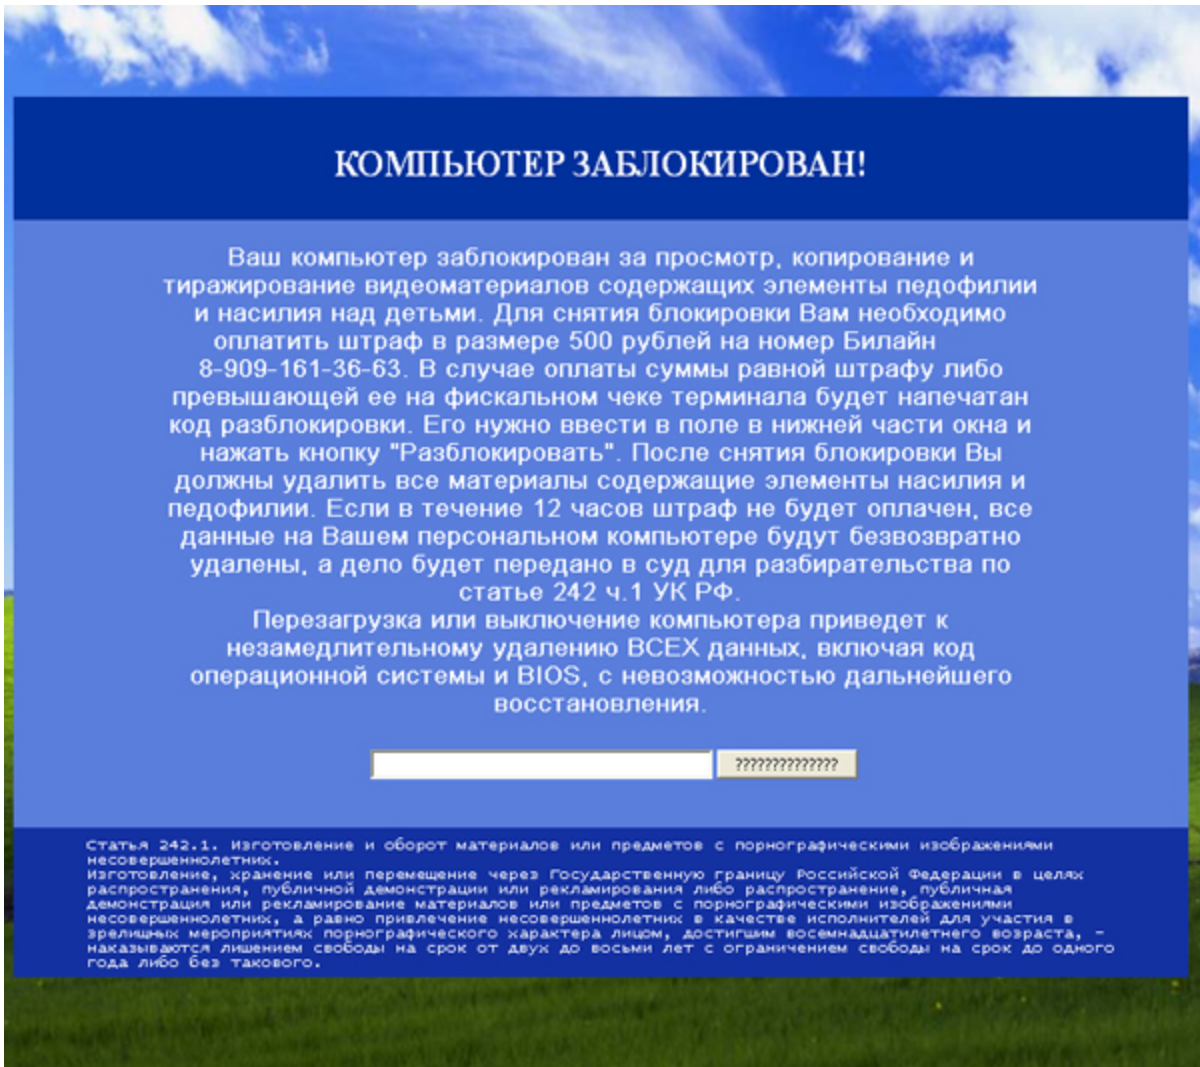 КОМПЬЮТЕР ЗАБЛОКИРОВАН!
Ваш компьютер заблокирован за просмотр, копирование и
тиражирование видеоматериалов содержащих элементы педофилии
и насилия над детьми. Для снятия блокировки Вам необходимо
оплатить штраф в размере 500 рублей на номер Билайн
8-909-161-36-63. В случае оплаты суммы равной штрафу либо
превышающей ее на фискальном чеке терминала будет напечатан
код разблокировки. Его нужно ввести в поле в нижней части окна и
нажать кнопку "Разблокировать". После снятия блокировки Вы
должны удалить все материалы содержащие элементы насилия и
педофилии. Если в течение 12 часов штраф не будет оплачен, все
данные на Вашем персональном компьютере будут безвозвратно
удалены, а дело будет передано в суд для разбирательства по
статье 242 ч.1 УК РФ.
Перезагрузка или выключение компьютера приведет к
незамедлительному удалению ВСЕХ данных, включая код
операционной системы и BIOS, с невозможностью дальнейшего
восстановления.
??????????????
Статья 242.1. Изготовление и оборот материалов или предметов с порнографическими изображениями
несовершеннолетних.
Изготовление, хранение или перемещение через Государственную границу Российской Федерации в целях
распространения, публичной демонстрации или рекламирования либо распространение, публичная
демонстрация или рекламирование материалов или предметов с порнографическими изображениями
несовершеннолетних, а равно привлечение несовершеннолетних в качестве исполнителей для участия в
зрелищных мероприятиях порнографического характера лицом, достигшим восемнадцатилетнего возраста, -
наказываются лишением свободы на срок от двух до восьми лет с ограничением свободы на срок до одного
года либо без такового.